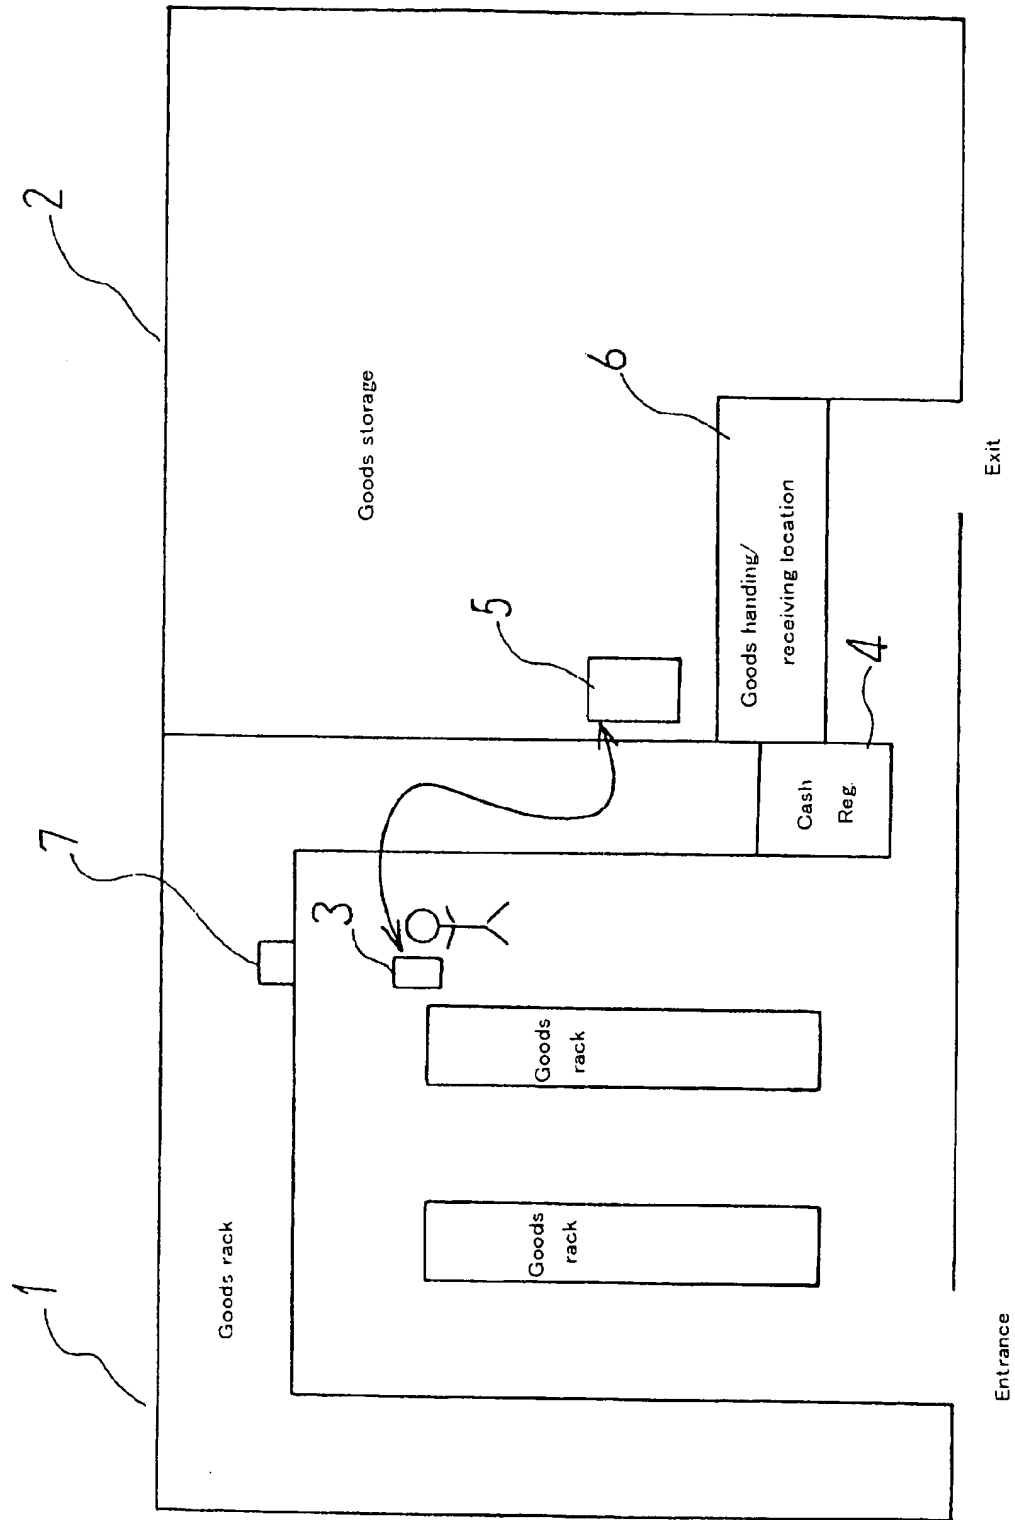 1
7
2
Goods rack
3
Goods storage
5
Goods
rack
Goods
rack
6
Goods handing/
receiving location
Cash
Reg.
4
Entrance
Exit